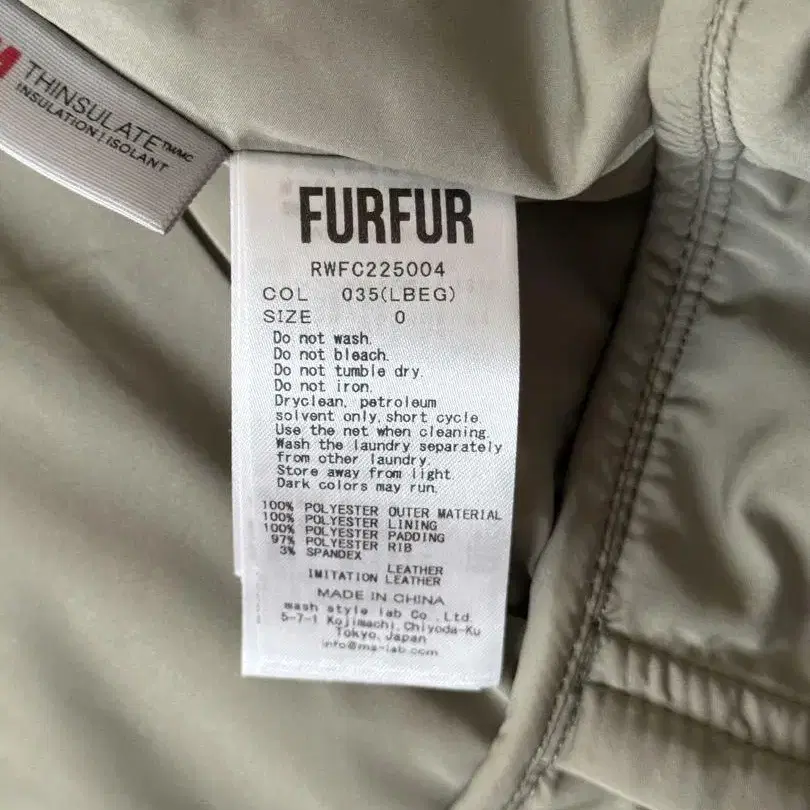 THINSULATE™MC
INSULATION | ISOLANT
FURFUR
RWFC225004
COL 035(LBEG)
SIZE 0
Do not wash.
Do not bleach.
Do not tumble dry.
Do not iron.
Dryclean, petroleum
solvent only, short cycle.
Use the net when cleaning.
Wash the laundry separately
from other laundry.
Store away from light.
Dark colors may run.
100% POLYESTER OUTER MATERIAL
100% POLYESTER LINING
100% POLYESTER PADDING
97% POLYESTER RIB
3% SPANDEX
LEATHER
IMITATION LEATHER
MADE IN CHINA
mash style lab Co., Ltd.
5-7-1 Kojimachi, Chiyoda-Ku
Tokyo, Japan
info@ms-lab.com